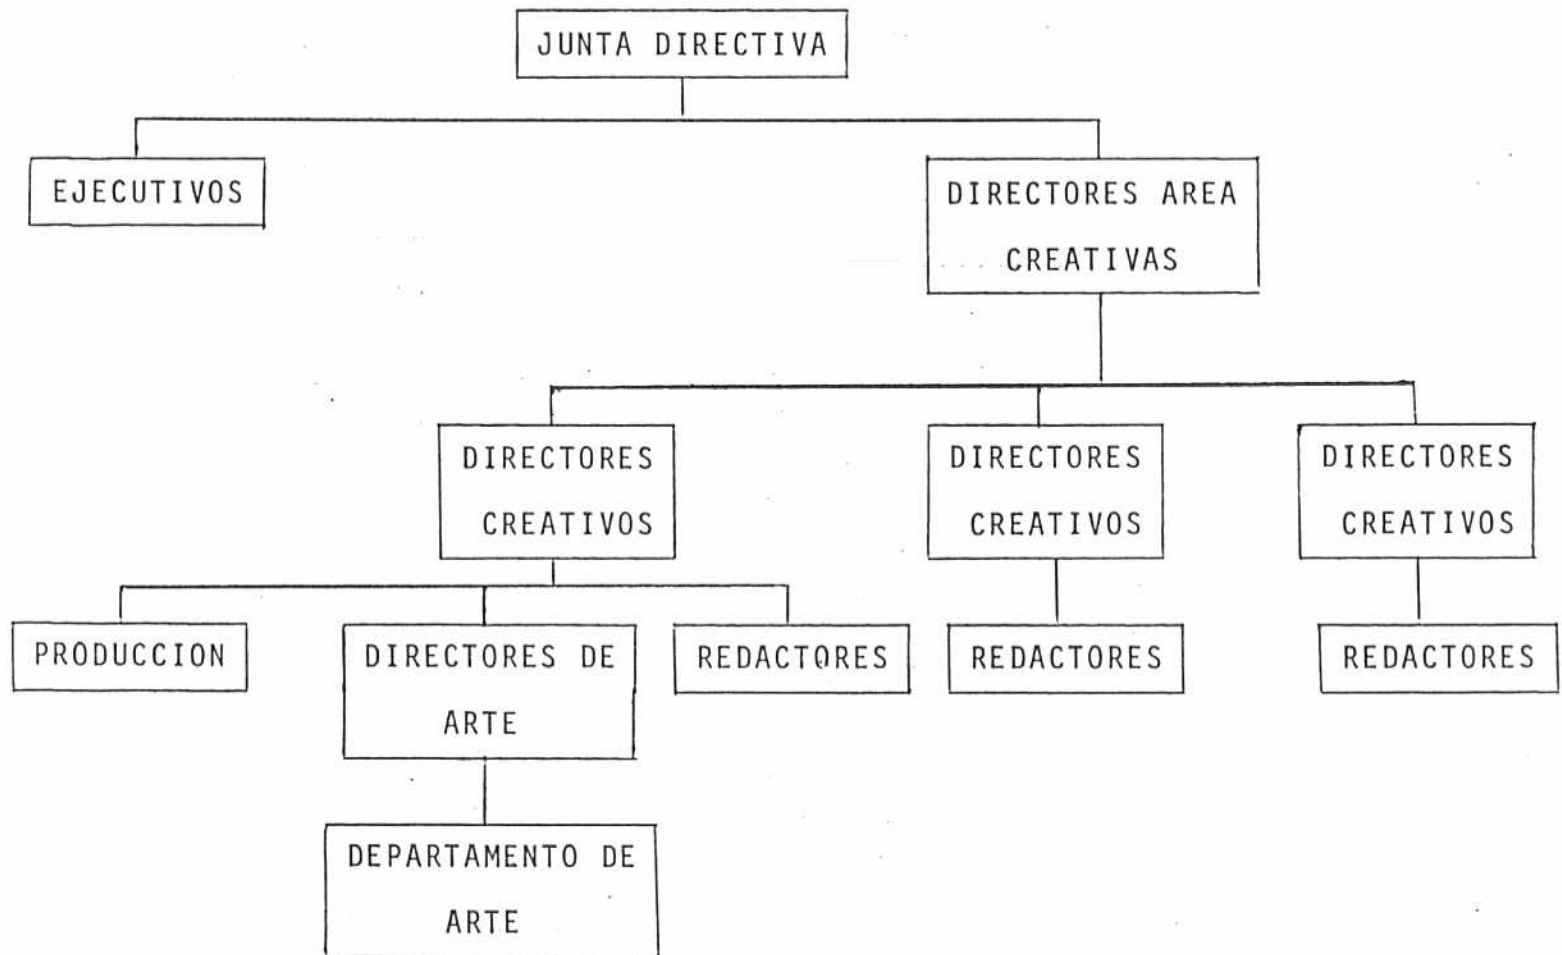 JUNTA DIRECTIVA
EJECUTIVOS
DIRECTORES AREA
CREATIVAS
DIRECTORES
CREATIVOS
DIRECTORES
CREATIVOS
DIRECTORES
CREATIVOS
PRODUCCION
DIRECTORES DE
ARTE
REDACTORES
REDACTORES
REDACTORES
DEPARTAMENTO DE
ARTE